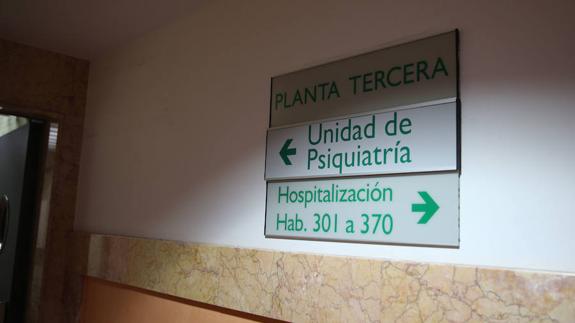 PLANTA TERCERA
Unidad de
Psiquiatría
Hospitalización
Hab. 301 a 370